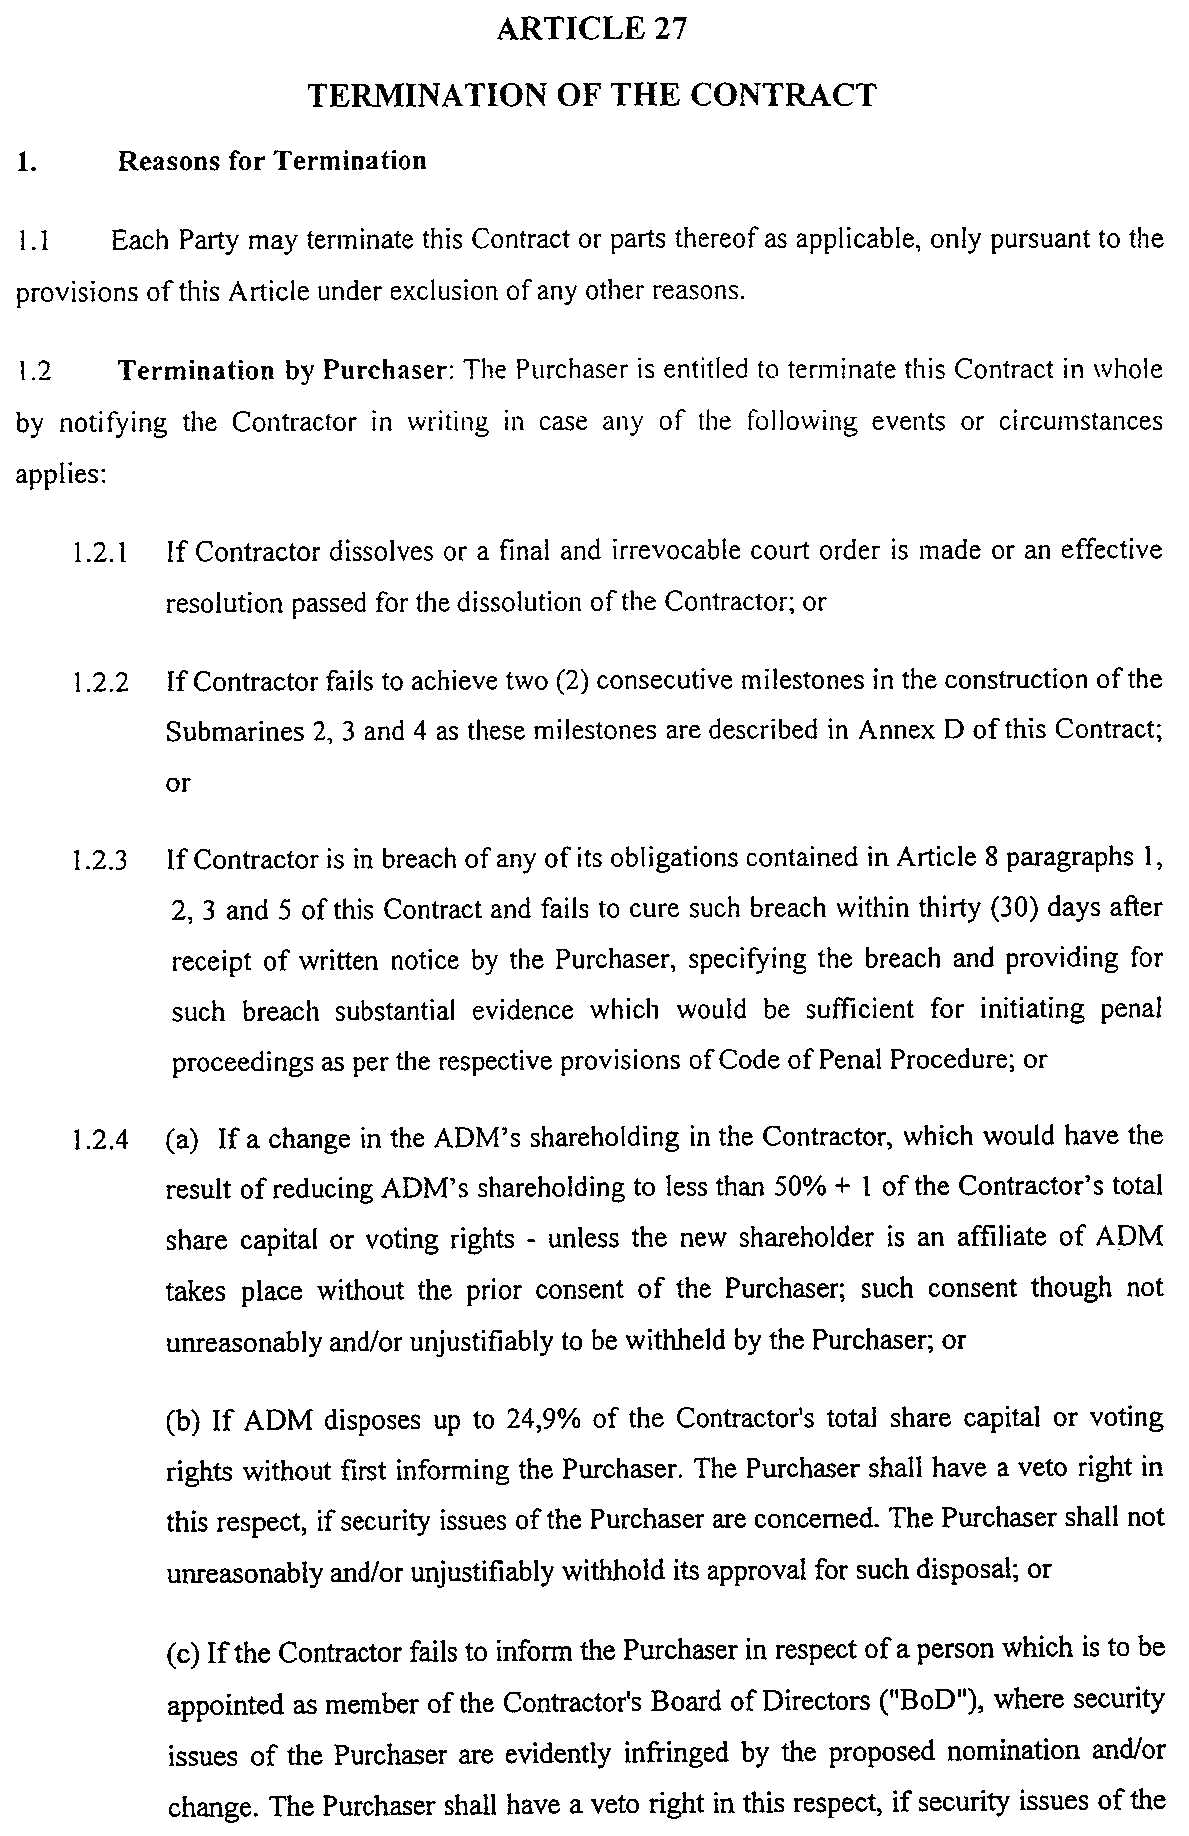 ARTICLE 27
TERMINATION OF THE CONTRACT
1. Reasons for Termination
1.1 Each Party may terminate this Contract or parts thereof as applicable, only pursuant to the
provisions of this Article under exclusion of any other reasons.
1.2 Termination by Purchaser: The Purchaser is entitled to terminate this Contract in whole
by notifying the Contractor in writing in case any of the following events or circumstances
applies:
1.2.1 If Contractor dissolves or a final and irrevocable court order is made or an effective
resolution passed for the dissolution of the Contractor; or
1.2.2 If Contractor fails to achieve two (2) consecutive milestones in the construction of the
Submarines 2, 3 and 4 as these milestones are described in Annex D of this Contract;
or
1.2.3 If Contractor is in breach of any of its obligations contained in Article 8 paragraphs 1,
2, 3 and 5 of this Contract and fails to cure such breach within thirty (30) days after
receipt of written notice by the Purchaser, specifying the breach and providing for
such breach substantial evidence which would be sufficient for initiating penal
proceedings as per the respective provisions of Code of Penal Procedure; or
1.2.4 (a) If a change in the ADM's shareholding in the Contractor, which would have the
result of reducing ADM's shareholding to less than 50% + 1 of the Contractor's total
share capital or voting rights - unless the new shareholder is an affiliate of ADM
takes place without the prior consent of the Purchaser; such consent though not
unreasonably and/or unjustifiably to be withheld by the Purchaser; or
(b) If ADM disposes up to 24,9% of the Contractor's total share capital or voting
rights without first informing the Purchaser. The Purchaser shall have a veto right in
this respect, if security issues of the Purchaser are concerned. The Purchaser shall not
unreasonably and/or unjustifiably withhold its approval for such disposal; or
(c) If the Contractor fails to inform the Purchaser in respect of a person which is to be
appointed as member of the Contractor's Board of Directors ("BoD"), where security
issues of the Purchaser are evidently infringed by the proposed nomination and/or
change. The Purchaser shall have a veto right in this respect, if security issues of the